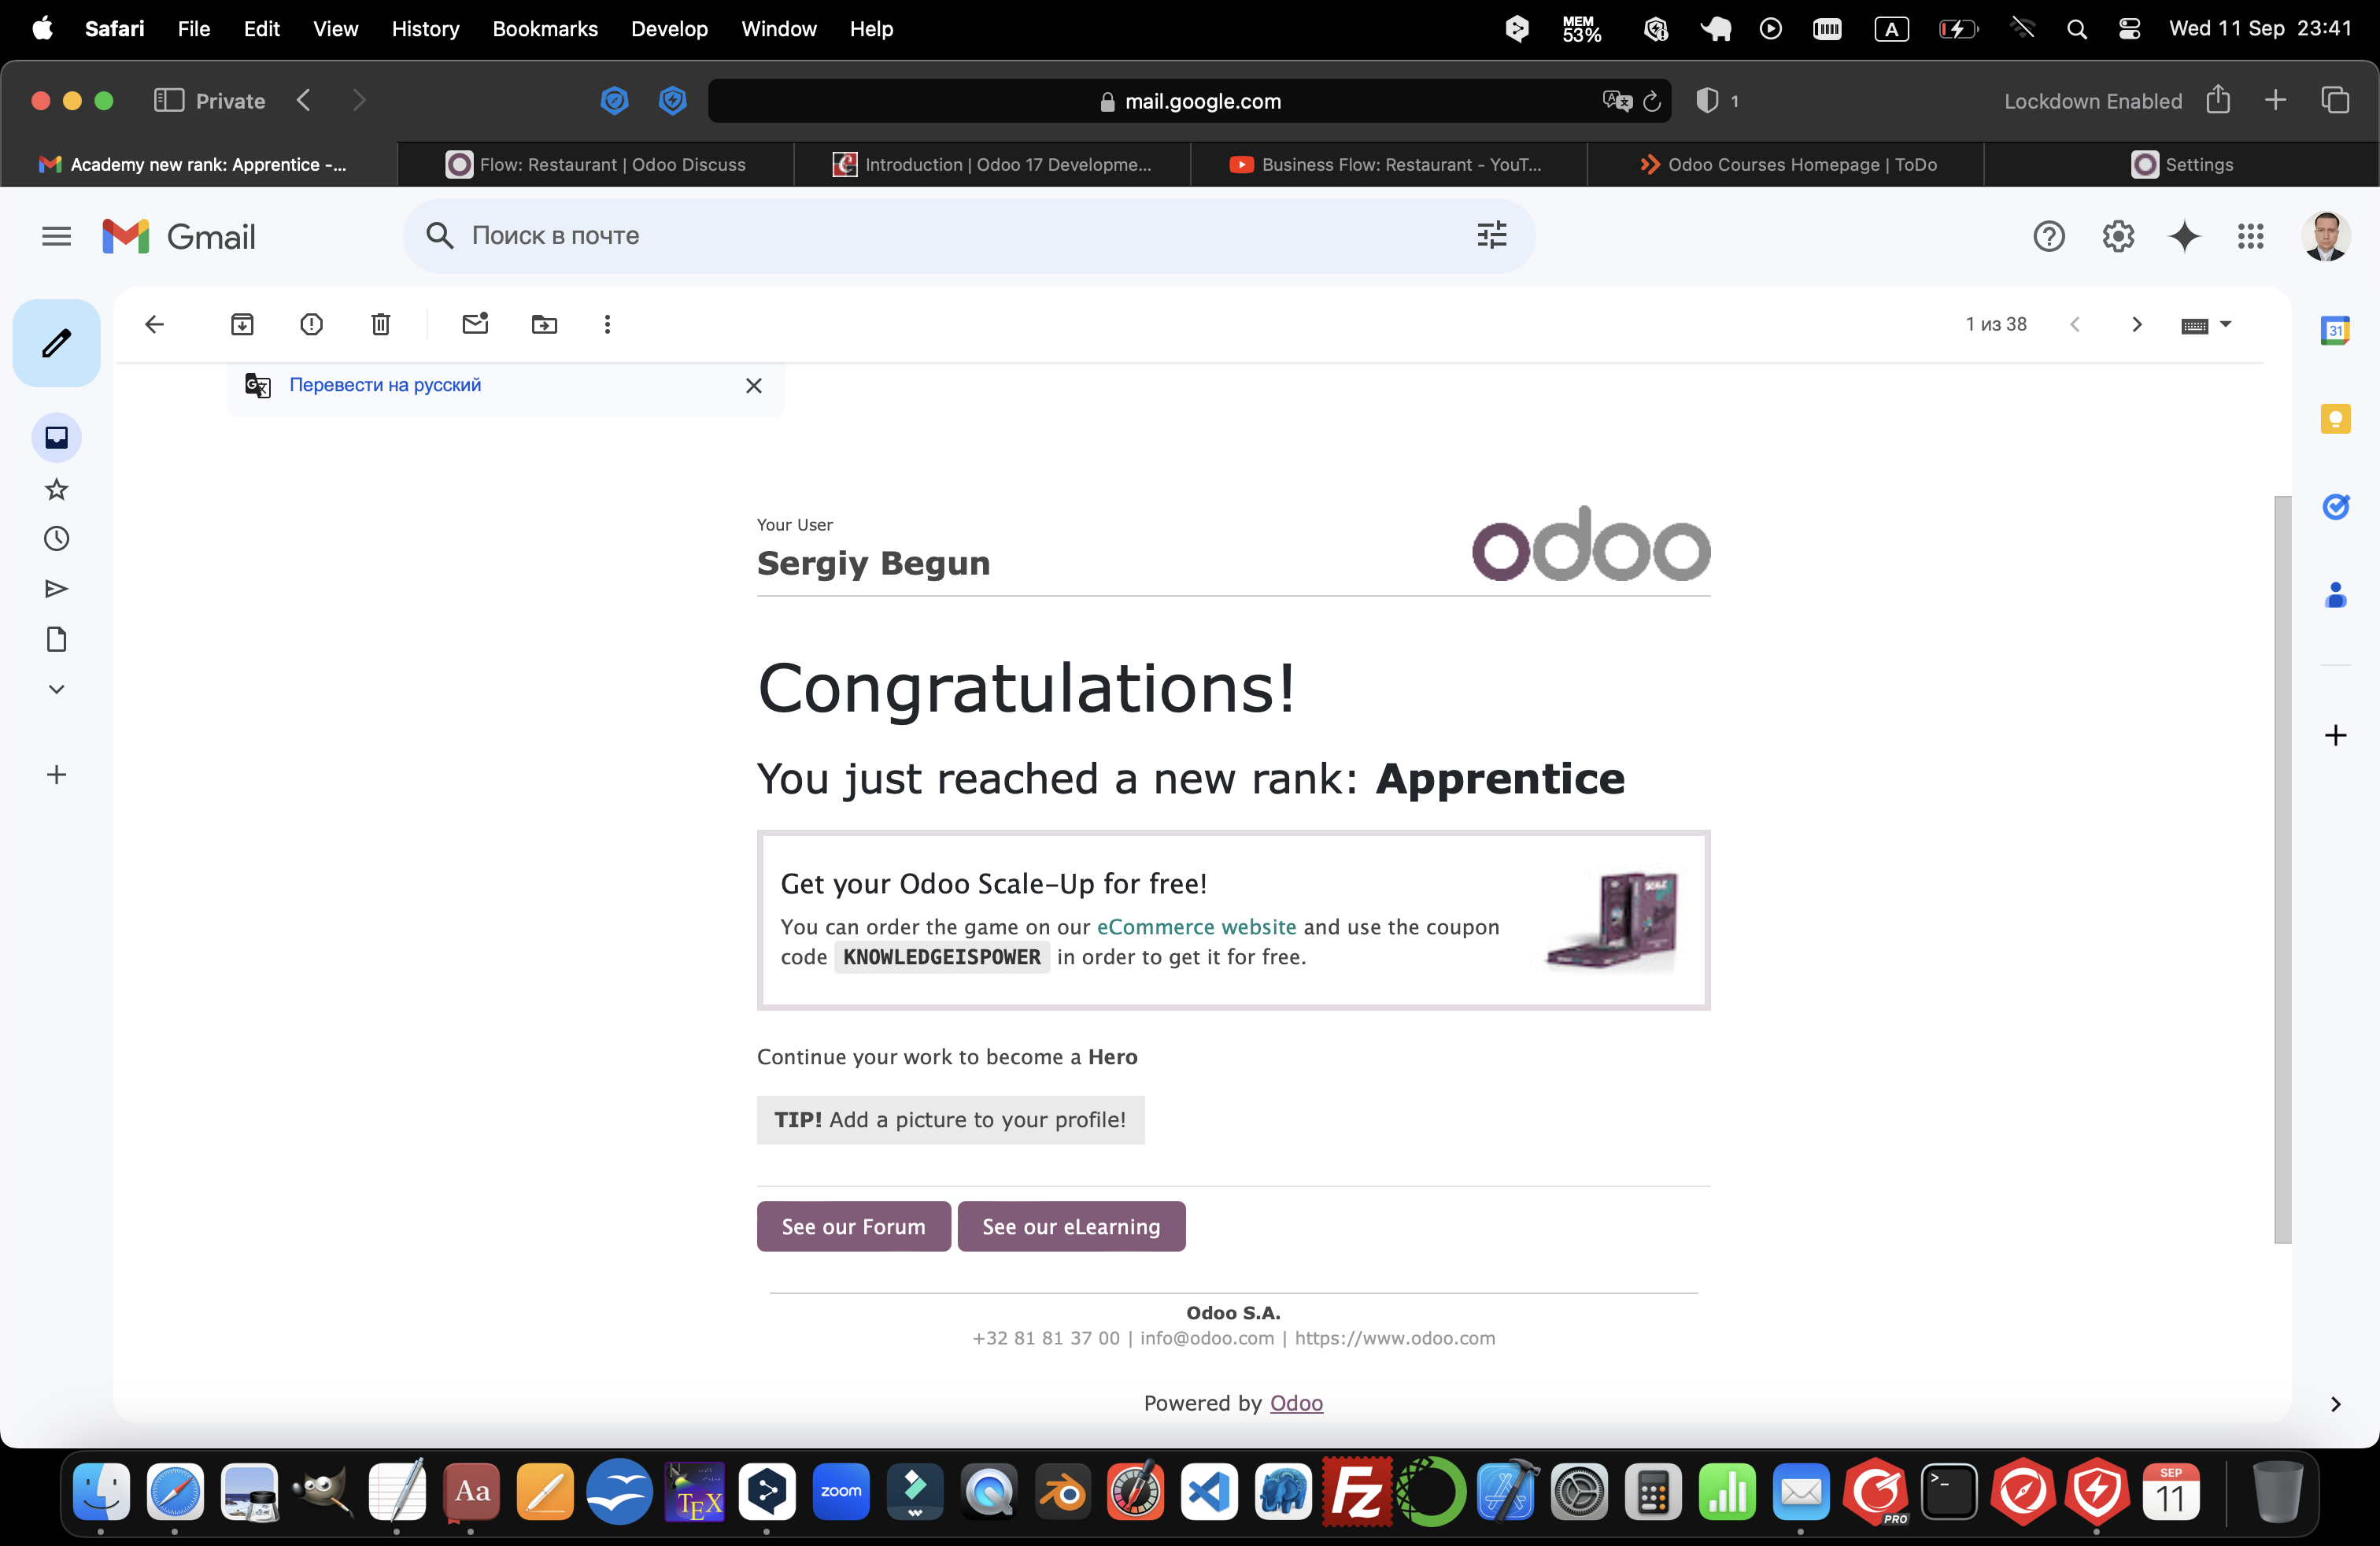 Safari File Edit View History Bookmarks Develop Window Help MEM 53% A Wed 11 Sep 23:41
Private mail.google.com 1 Lockdown Enabled
Academy new rank: Apprentice -... Flow: Restaurant | Odoo Discuss Introduction | Odoo 17 Developme... Business Flow: Restaurant - YouT... Odoo Courses Homepage | ToDo Settings
Gmail Поиск в почте
1 из 38
31
Перевести на русский
Your User
Sergiy Begun
odoo
Congratulations!
You just reached a new rank: Apprentice
Get your Odoo Scale-Up for free!
You can order the game on our eCommerce website and use the coupon
code KNOWLEDGEISPOWER in order to get it for free.
SCALE
Continue your work to become a Hero
TIP! Add a picture to your profile!
See our Forum See our eLearning
Odoo S.A.
+32 81 81 37 00 | info@odoo.com | https://www.odoo.com
Powered by Odoo
Aa TEX zoom Fz PRO SEP 11